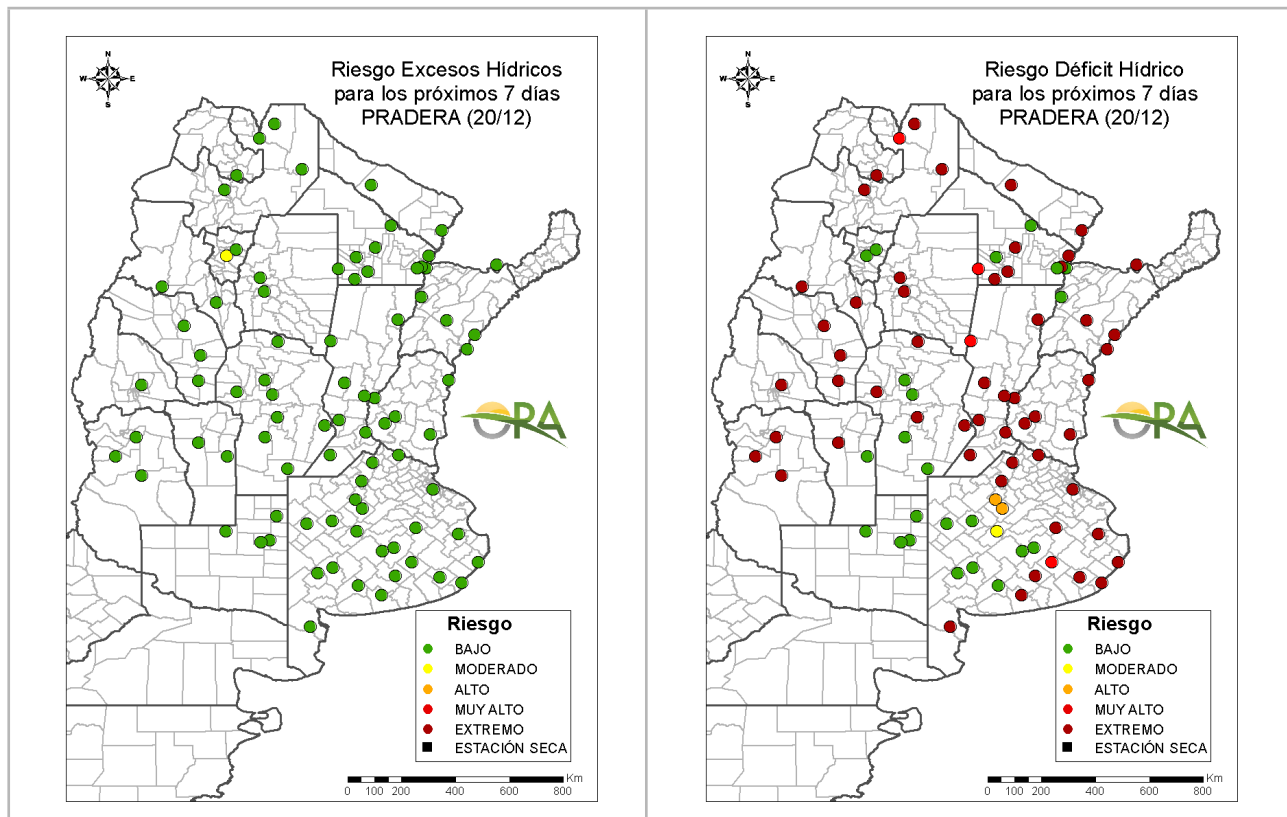 N
W E
S
Riesgo Excesos Hídricos
para los próximos 7 días
PRADERA (20/12)
ORA
Riesgo
BAJO
MODERADO
ALTO
MUY ALTO
EXTREMO
ESTACIÓN SECA
Km
0 100 200 400 600 800
N
W E
S
Riesgo Déficit Hídrico
para los próximos 7 días
PRADERA (20/12)
ORA
Riesgo
BAJO
MODERADO
ALTO
MUY ALTO
EXTREMO
ESTACIÓN SECA
Km
0 100 200 400 600 800